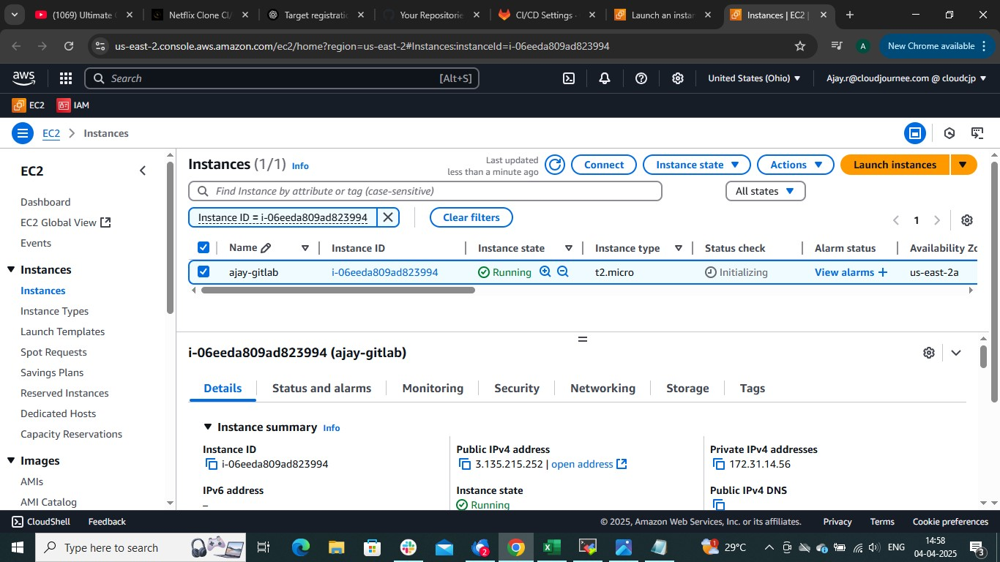 (1069) Ultimate
Netflix Clone CI/
Target registratio
Your Repositorie
CI/CD Settings
Launch an instan
Instances | EC2 |
us-east-2.console.aws.amazon.com/ec2/home?region=us-east-2#Instances:instanceId=i-06eeda809ad823994
A
New Chrome available
aws
Search
[Alt+S]
United States (Ohio)
Ajay.r@cloudjournee.com @ cloudcjp
EC2
IAM
EC2
Instances
EC2
Dashboard
EC2 Global View
Events
Instances
Instances
Instance Types
Launch Templates
Spot Requests
Savings Plans
Reserved Instances
Dedicated Hosts
Capacity Reservations
Images
AMIs
AMI Catalog
Instances (1/1) Info
Last updated
less than a minute ago
Connect
Instance state
Actions
Launch instances
Find Instance by attribute or tag (case-sensitive)
All states
Instance ID = i-06eeda809ad823994
Clear filters
1
Name
Instance ID
Instance state
Instance type
Status check
Alarm status
Availability Zo
ajay-gitlab
i-06eeda809ad823994
Running
t2.micro
Initializing
View alarms +
us-east-2a
i-06eeda809ad823994 (ajay-gitlab)
Details
Status and alarms
Monitoring
Security
Networking
Storage
Tags
Instance summary Info
Instance ID
i-06eeda809ad823994
Public IPv4 address
3.135.215.252 | open address
Private IPv4 addresses
172.31.14.56
IPv6 address
–
Instance state
Running
Public IPv4 DNS
CloudShell
Feedback
© 2025, Amazon Web Services, Inc. or its affiliates.
Privacy
Terms
Cookie preferences
Type here to search
2
1
29°C
ENG
14:58
04-04-2025
3